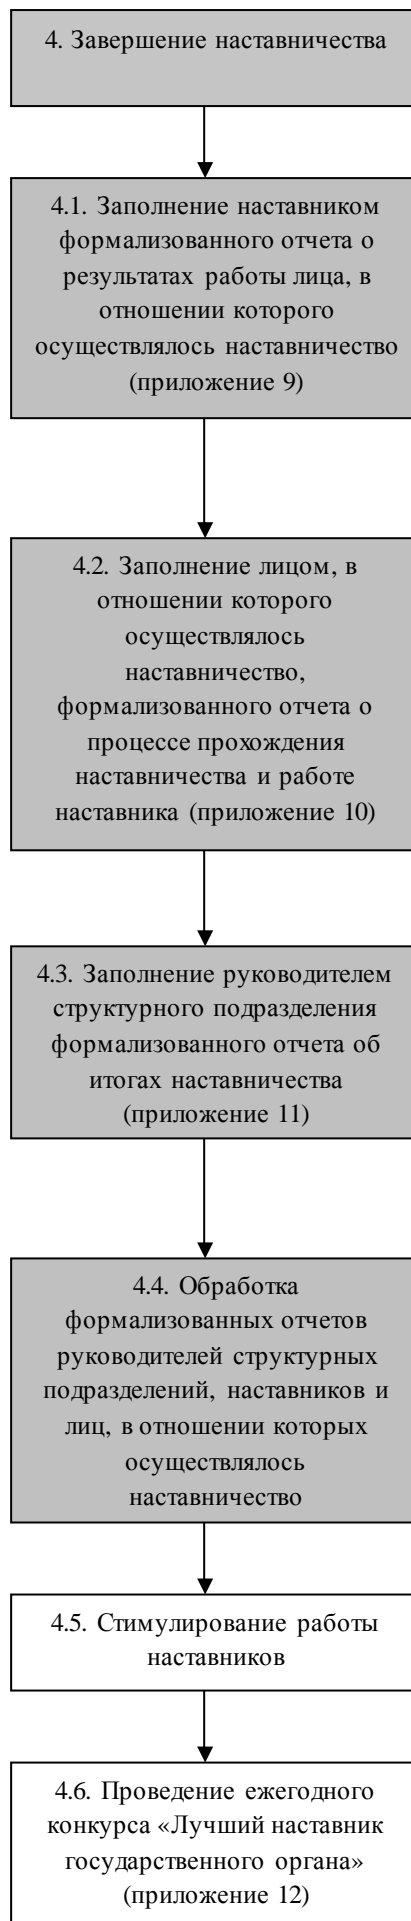 4. Завершение наставничества
4.1. Заполнение наставником
формализованного отчета о
результатах работы лица, в
отношении которого
осуществлялось наставничество
(приложение 9)
4.2. Заполнение лицом, в
отношении которого
осуществлялось
наставничество,
формализованного отчета о
процессе прохождения
наставничества и работе
наставника (приложение 10)
4.3. Заполнение руководителем
структурного подразделения
формализованного отчета об
итогах наставничества
(приложение 11)
4.4. Обработка
формализованных отчетов
руководителей структурных
подразделений, наставников и
лиц, в отношении которых
осуществлялось
наставничество
4.5. Стимулирование работы
наставников
4.6. Проведение ежегодного
конкурса «Лучший наставник
государственного органа»
(приложение 12)